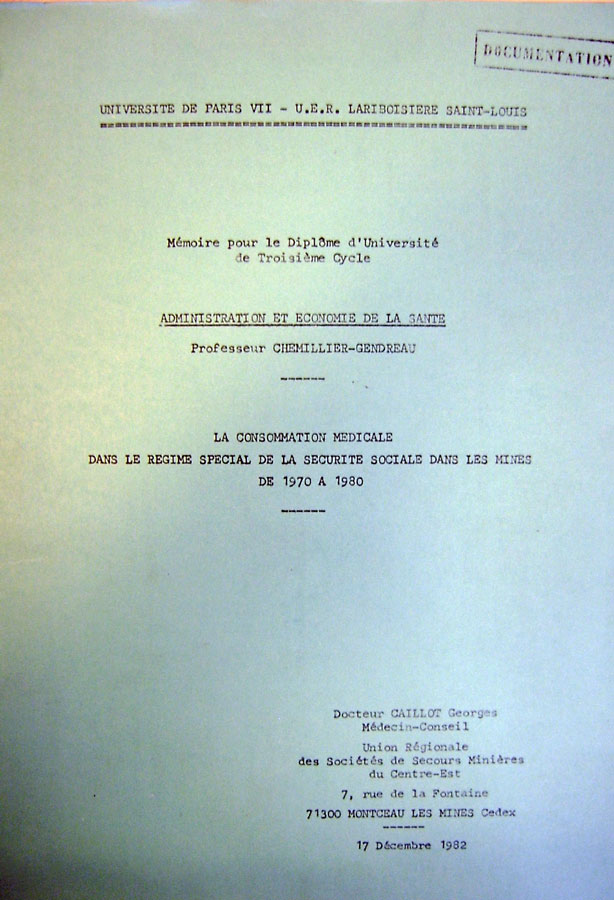 DOCUMENTATION
UNIVERSITE DE PARIS VII - U.E.R. LARIBOISIERE SAINT-LOUIS
Mémoire pour le Diplôme d'Université
de Troisième Cycle
ADMINISTRATION ET ECONOMIE DE LA SANTE
Professeur CHEMILLIER-GENDREAU
LA CONSOMMATION MEDICALE
DANS LE REGIME SPECIAL DE LA SECURITE SOCIALE DANS LES MINES
DE 1970 A 1980
Docteur CAILLOT Georges
Médecin-Conseil
Union Régionale
des Sociétés de Secours Minières
du Centre-Est
7, rue de la Fontaine
71300 MONTCEAU LES MINES Cedex
17 Décembre 1982